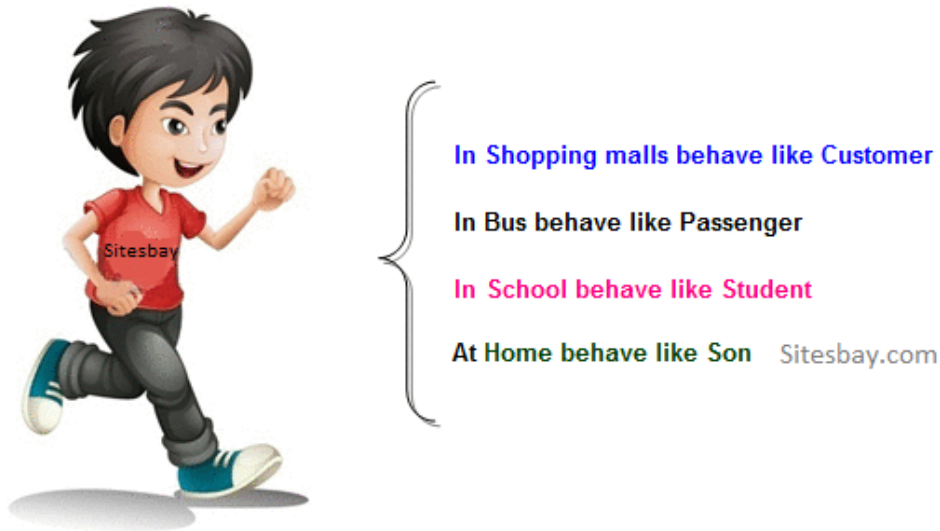 Sitesbay
In Shopping malls behave like Customer
In Bus behave like Passenger
In School behave like Student
At Home behave like Son Sitesbay.com